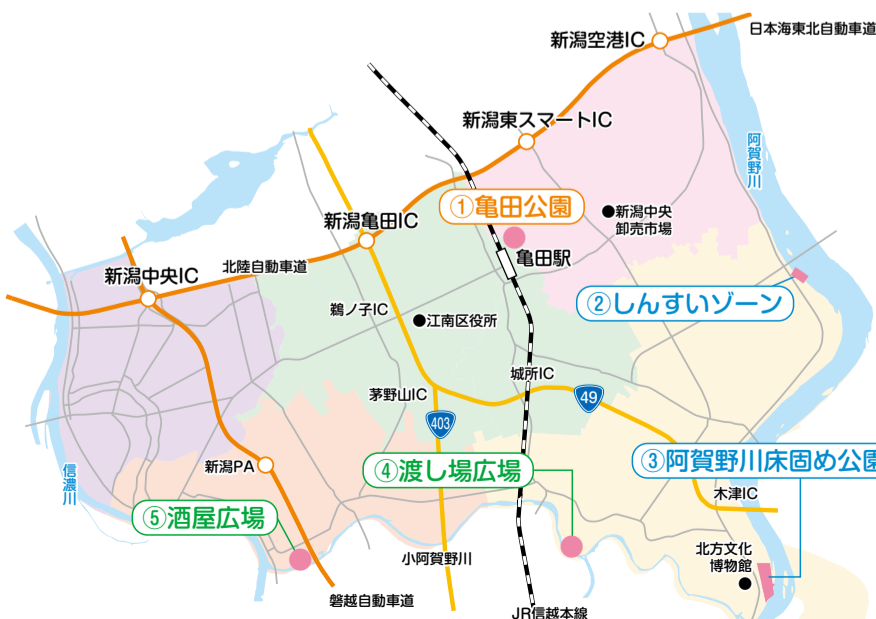 日本海東北自動車道
新潟空港IC
新潟東スマートIC
阿賀野川
①亀田公園
新潟中央
卸売市場
新潟亀田IC
亀田駅
新潟中央IC
北陸自動車道
②しんすいゾーン
鵜ノ子IC
江南区役所
城所IC
茅野山IC
49
403
信濃川
新潟PA
④渡し場広場
③阿賀野川床固め公園
木津IC
⑤酒屋広場
小阿賀野川
北方文化
博物館
磐越自動車道
JR信越本線